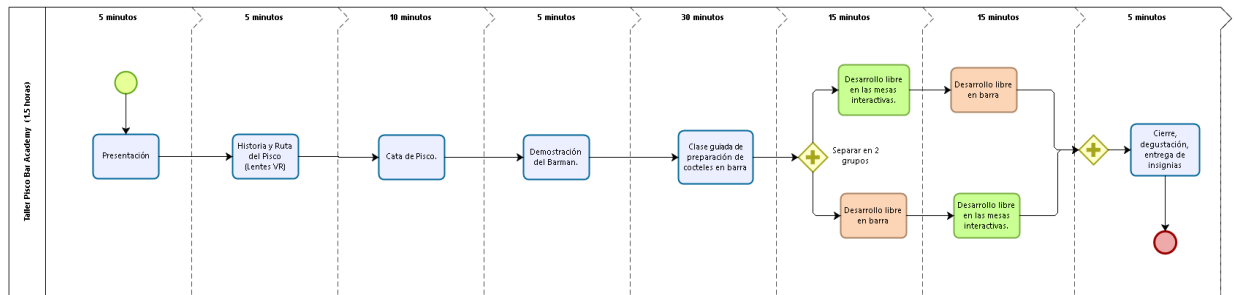 5 minutos
5 minutos
10 minutos
5 minutos
30 minutos
15 minutos
15 minutos
5 minutos
Taller Pisco Bar Academy (1.5 horas)
Presentación
Historia y Ruta
del Pisco
(Lentes VR)
Cata de Pisco.
Demostración
del Barman.
Clase guiada de
preparación de
cocteles en barra
Separar en 2
grupos
Desarrollo libre
en las mesas
interactivas.
Desarrollo libre
en barra
Desarrollo libre
en barra
Desarrollo libre
en las mesas
interactivas.
Cierre,
degustación,
entrega de
insignias